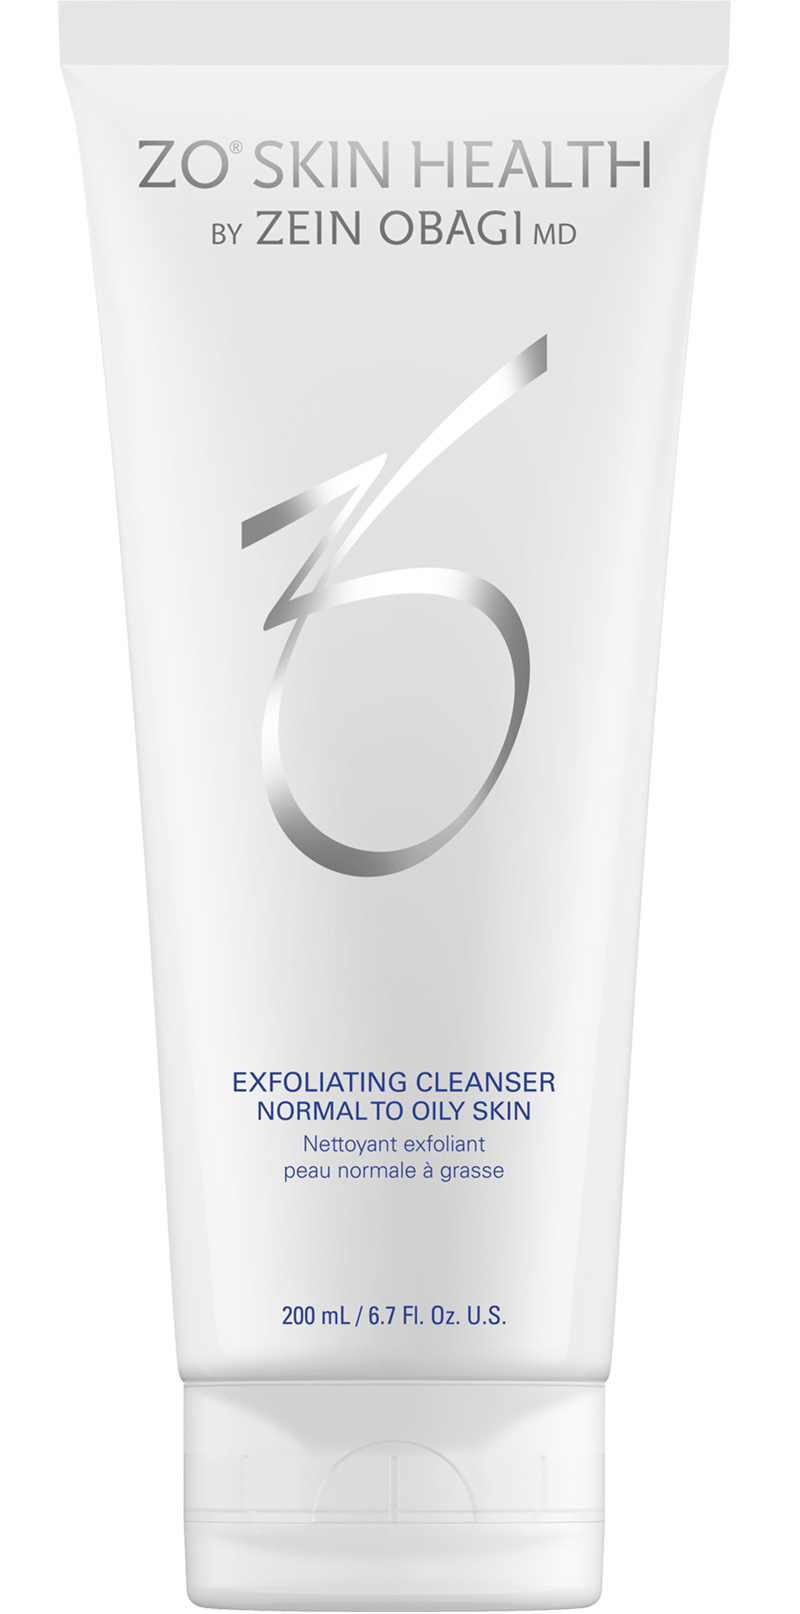 ZO® SKIN HEALTH
BY ZEIN OBAGI MD
EXFOLIATING CLEANSER
NORMAL TO OILY SKIN
Nettoyant exfoliant
peau normale à grasse
200 mL / 6.7 Fl. Oz. U.S.